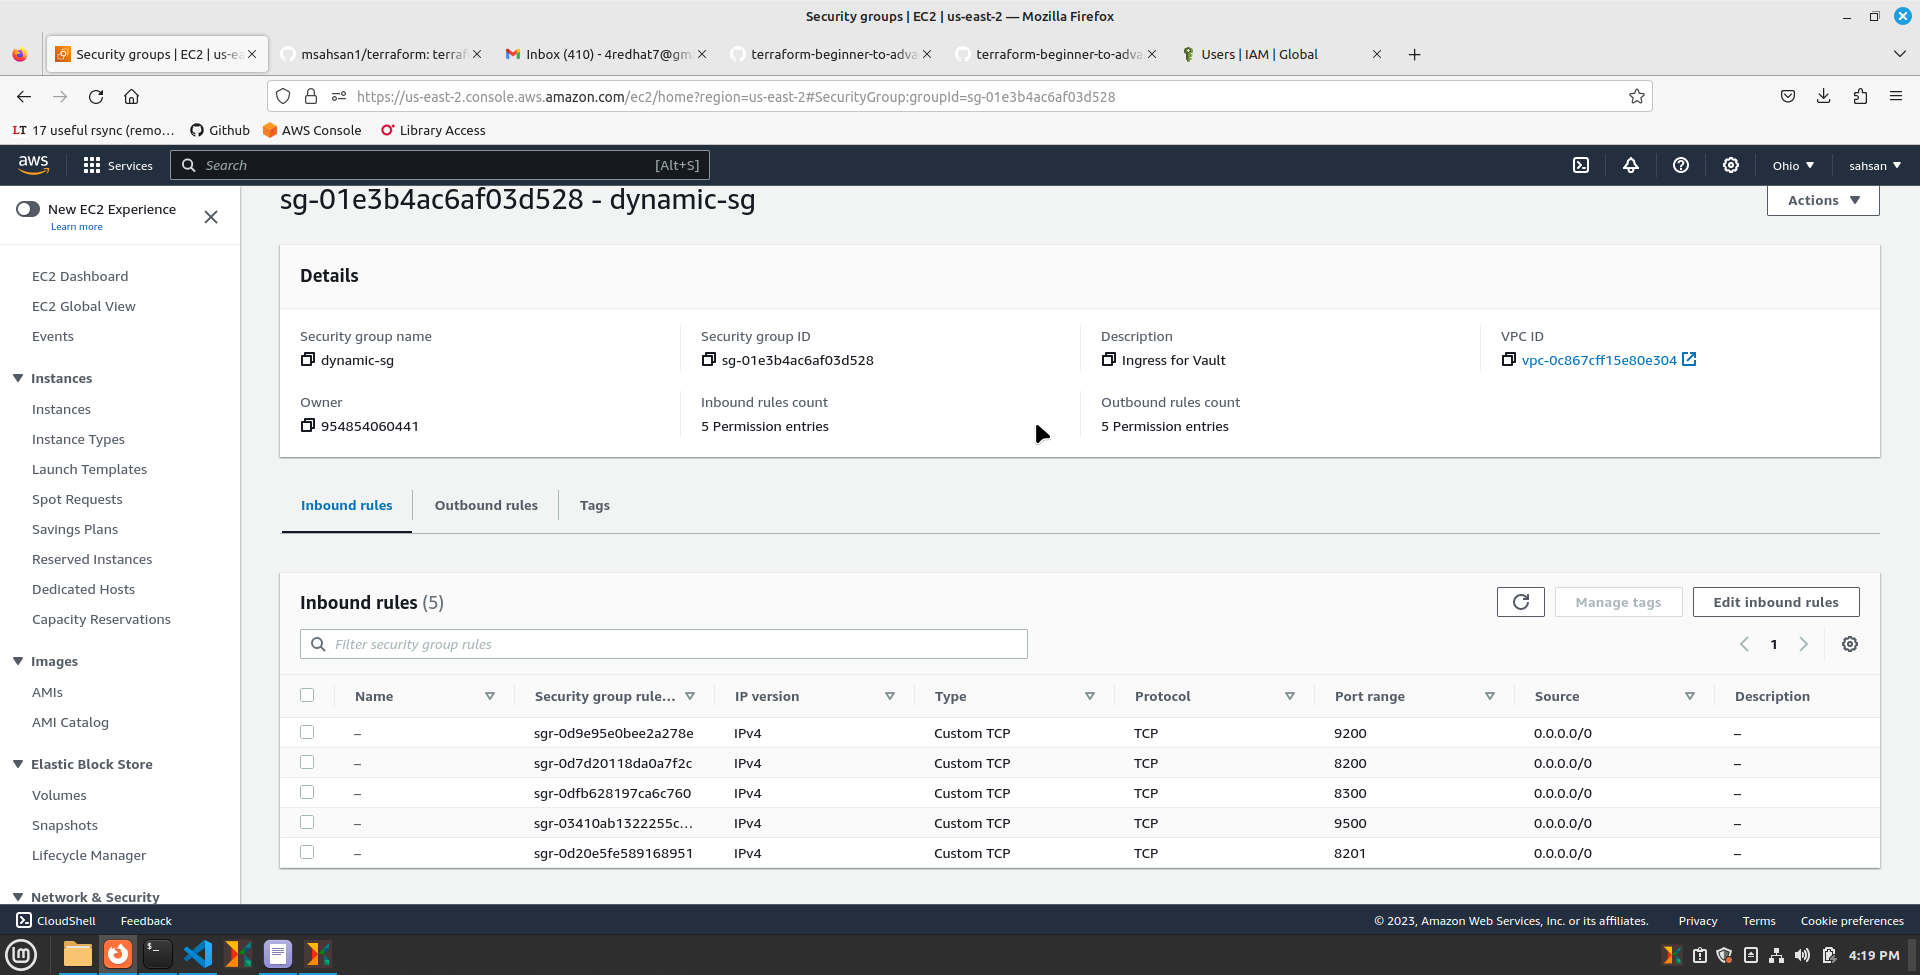 Security groups | EC2 | us-east-2 — Mozilla Firefox
Security groups | EC2 | us-ea
msahsan1/terraform: terraf
Inbox (410) - 4redhat7@gm
terraform-beginner-to-adva
terraform-beginner-to-adva
Users | IAM | Global
https://us-east-2.console.aws.amazon.com/ec2/home?region=us-east-2#SecurityGroup:groupId=sg-01e3b4ac6af03d528
LT 17 useful rsync (remo… Github AWS Console Library Access
aws Services Search [Alt+S] Ohio sahsan
New EC2 Experience
Learn more
EC2 Dashboard
EC2 Global View
Events
Instances
Instances
Instance Types
Launch Templates
Spot Requests
Savings Plans
Reserved Instances
Dedicated Hosts
Capacity Reservations
Images
AMIs
AMI Catalog
Elastic Block Store
Volumes
Snapshots
Lifecycle Manager
Network & Security
sg-01e3b4ac6af03d528 - dynamic-sg
Actions
Details
Security group name
dynamic-sg
Security group ID
sg-01e3b4ac6af03d528
Description
Ingress for Vault
VPC ID
vpc-0c867cff15e80e304
Owner
954854060441
Inbound rules count
5 Permission entries
Outbound rules count
5 Permission entries
Inbound rules Outbound rules Tags
Inbound rules (5)
Manage tags Edit inbound rules
Filter security group rules
1
Name Security group rule... IP version Type Protocol Port range Source Description
– sgr-0d9e95e0bee2a278e IPv4 Custom TCP TCP 9200 0.0.0.0/0 –
– sgr-0d7d20118da0a7f2c IPv4 Custom TCP TCP 8200 0.0.0.0/0 –
– sgr-0dfb628197ca6c760 IPv4 Custom TCP TCP 8300 0.0.0.0/0 –
– sgr-03410ab1322255c… IPv4 Custom TCP TCP 9500 0.0.0.0/0 –
– sgr-0d20e5fe589168951 IPv4 Custom TCP TCP 8201 0.0.0.0/0 –
CloudShell Feedback © 2023, Amazon Web Services, Inc. or its affiliates. Privacy Terms Cookie preferences
4:19 PM